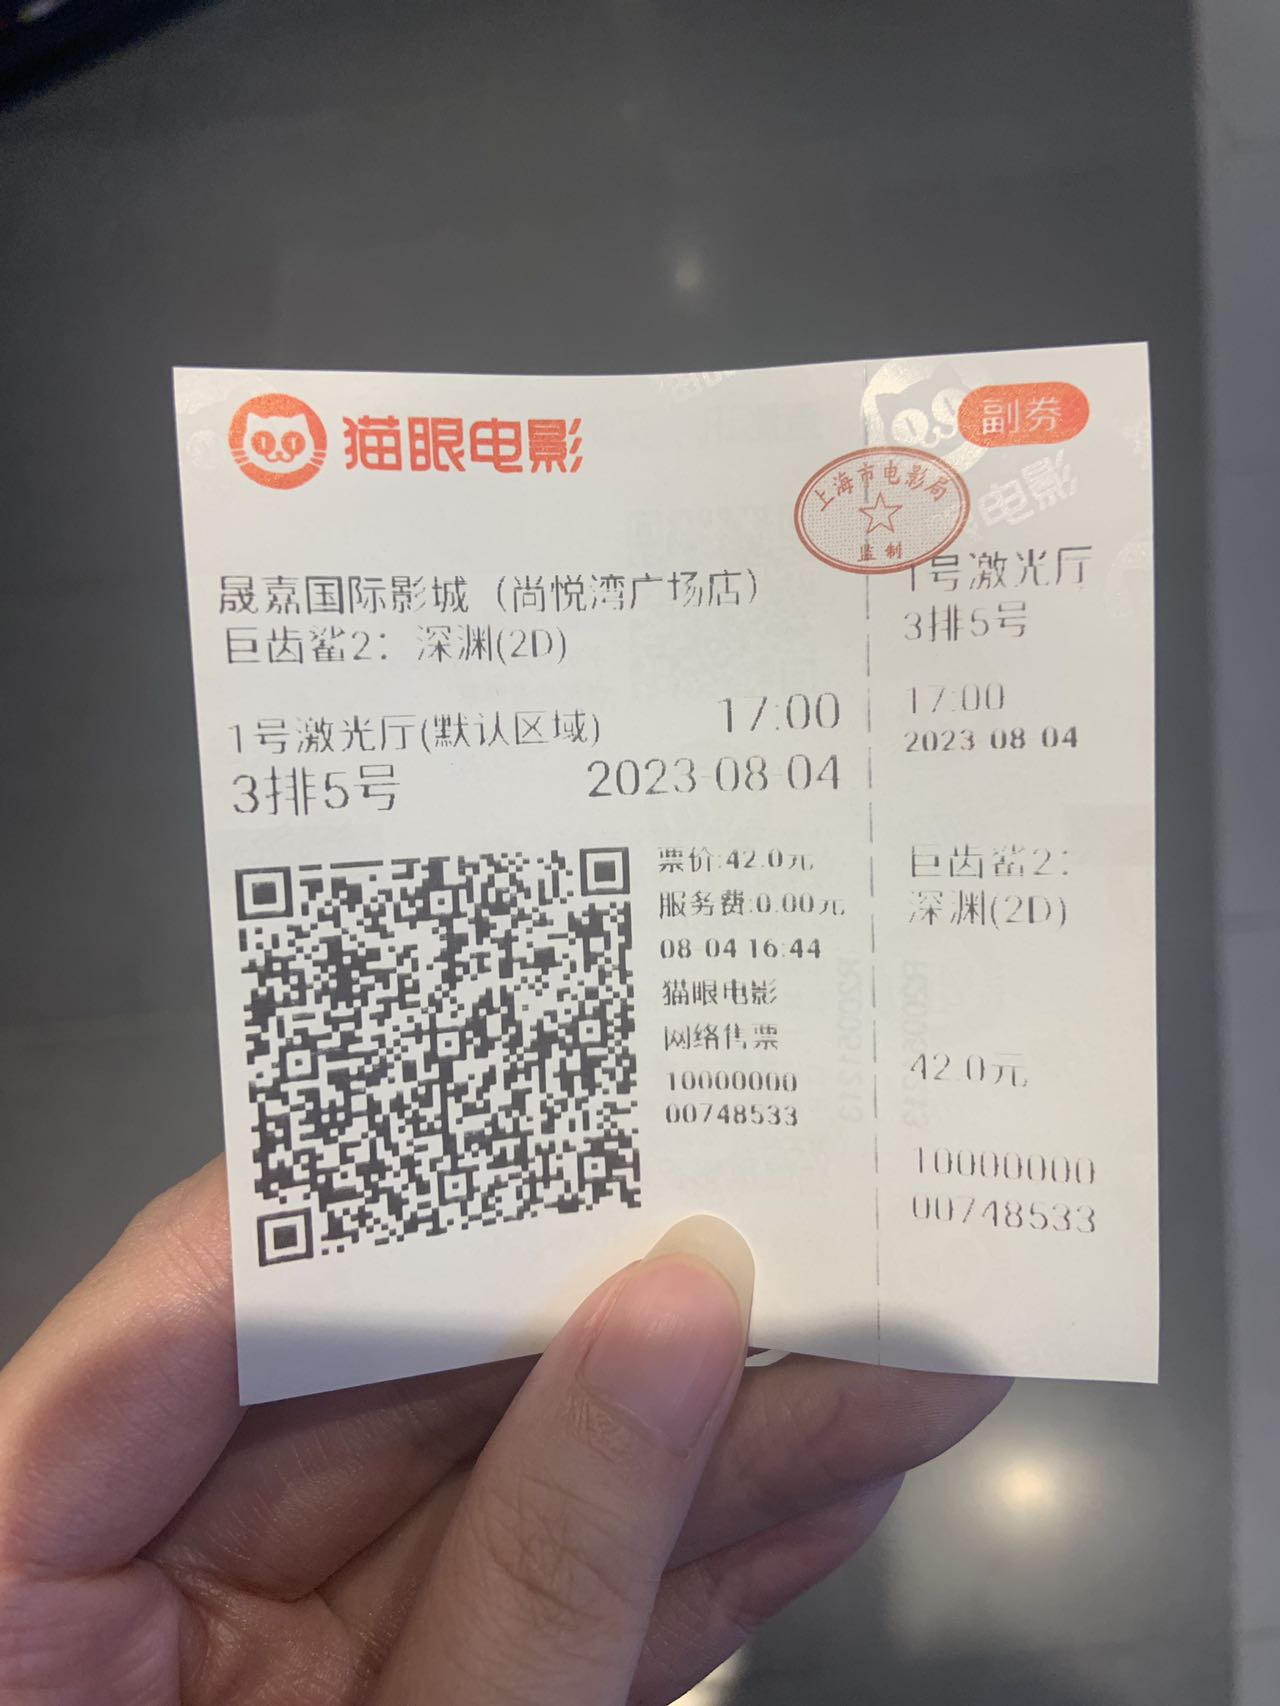 猫眼电影
副券
上海市电影局
监制
晟嘉国际影城（尚悦湾广场店）
巨齿鲨2：深渊(2D)
1号激光厅(默认区域)
17:00
3排5号
2023-08-04
票价:42.0元
服务费:0.00元
08-04 16:44
猫眼电影
网络售票
10000000
00748533
1号激光厅
3排5号
17:00
2023-08-04
巨齿鲨2：
深渊(2D)
42.0元
10000000
00748533